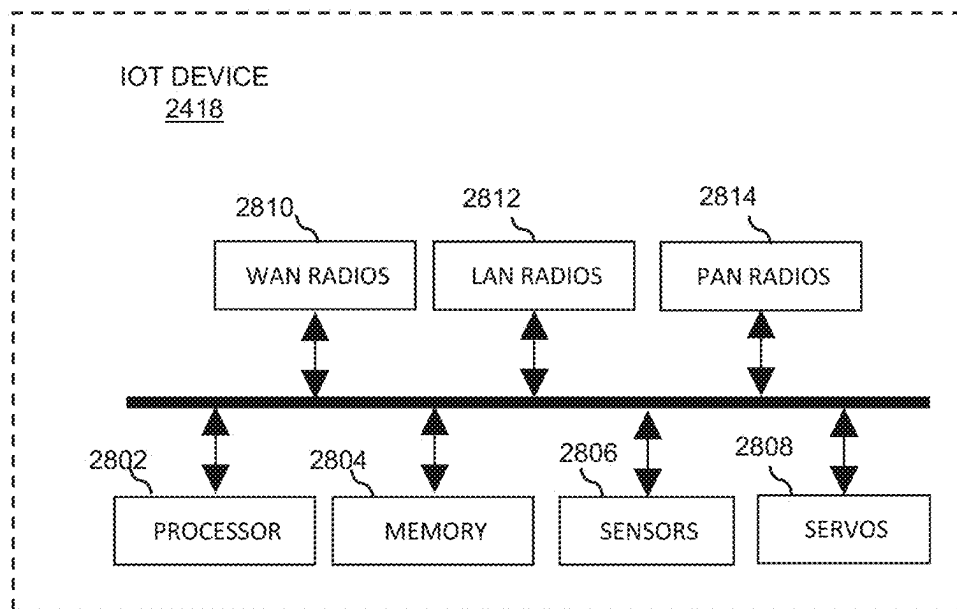 IOT DEVICE
2418
2810
2812
2814
WAN RADIOS
LAN RADIOS
PAN RADIOS
2802
2804
2806
2808
PROCESSOR
MEMORY
SENSORS
SERVOS